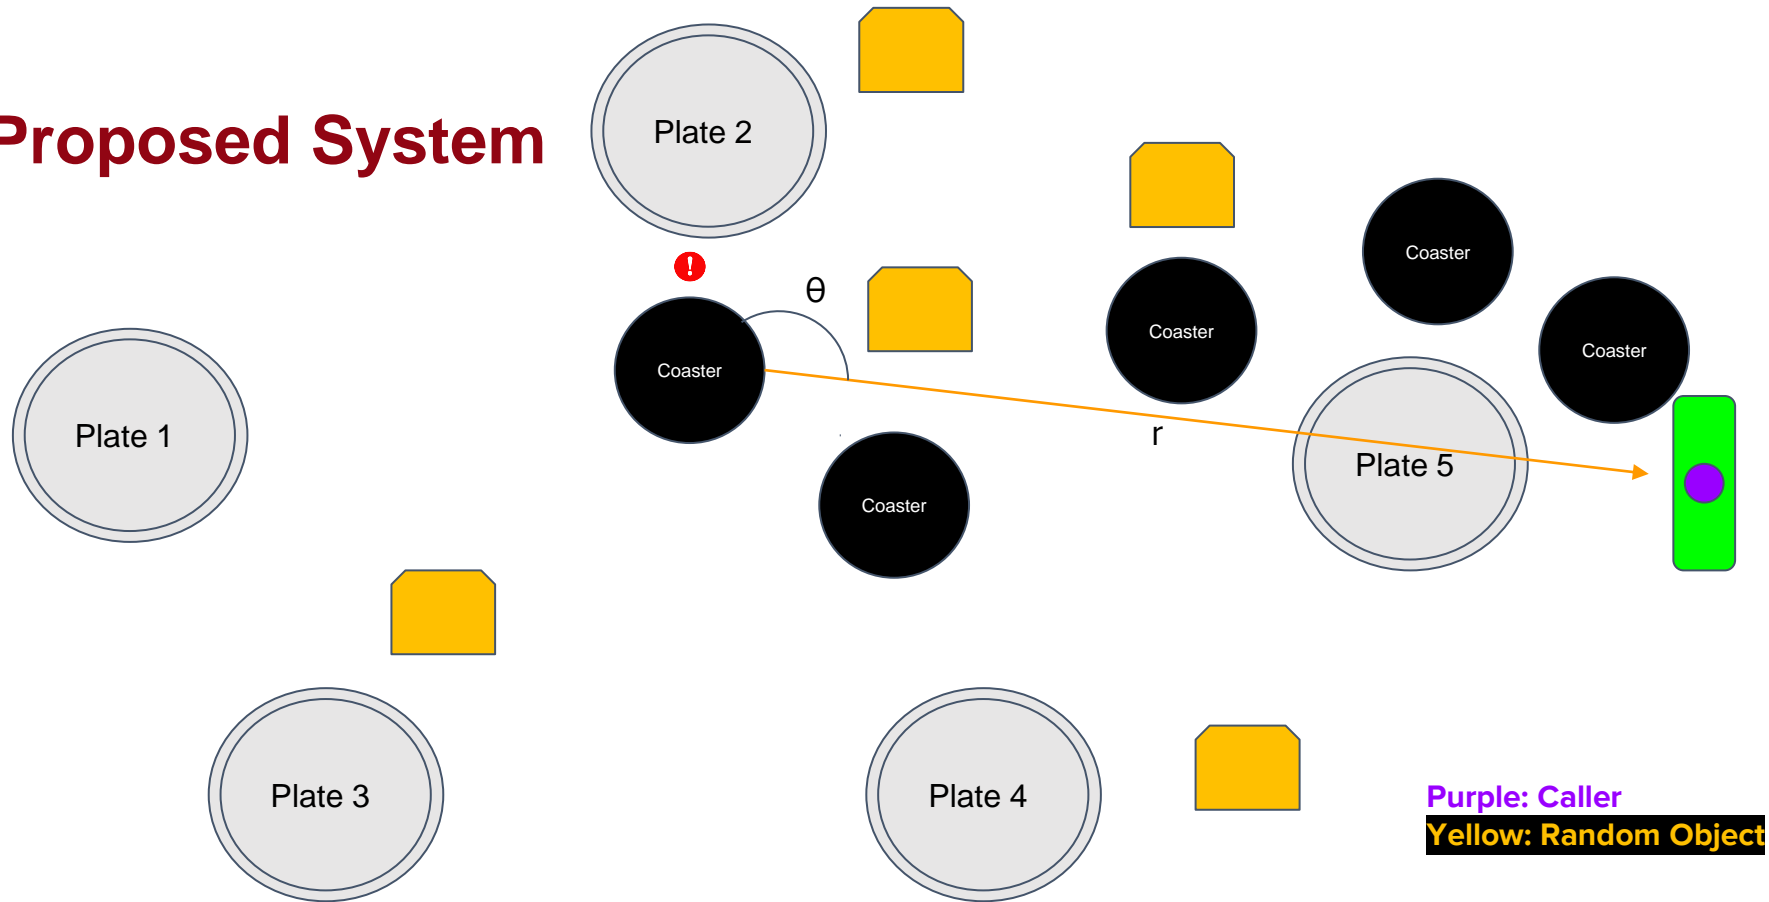 Proposed System
Plate 2
!
θ
Coaster
Coaster
Coaster
Coaster
Coaster
r
Plate 1
Plate 5
Coaster
Plate 3
Plate 4
Purple: Caller
Yellow: Random Object